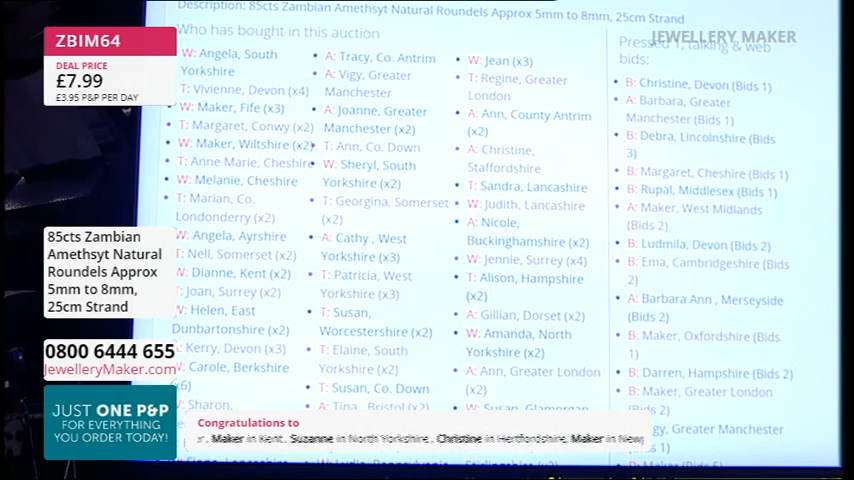 Description: 85cts Zambian Amethsyt Natural Roundels Approx 5mm to 8mm, 25cm Strand
JEWELLERY MAKER
ZBIM64
DEAL PRICE
£7.99
£3.95 P&P PER DAY
Who has bought in this auction
W: Angela, South
Yorkshire
T: Vivienne, Devon (x4)
W: Maker, Fife (x3)
T: Margaret, Conwy (x2)
W: Maker, Wiltshire (x2)
T: Anne Marie, Cheshire
W: Melanie, Cheshire
T: Marian, Co.
Londonderry (x2)
W: Angela, Ayrshire
T: Nell, Somerset (x2)
W: Dianne, Kent (x2)
T: Joan, Surrey (x2)
W: Helen, East
Dunbartonshire (x2)
Kerry, Devon (x3)
W: Carole, Berkshire
(x6)
W: Sharon,
A: Tracy, Co. Antrim
A: Vigy, Greater
Manchester
A: Joanne, Greater
Manchester (x2)
T: Ann, Co. Down
W: Sheryl, South
Yorkshire (x2)
T: Georgina, Somerset
(x2)
A: Cathy , West
Yorkshire (x3)
T: Patricia, West
Yorkshire (x3)
T: Susan,
Worcestershire (x2)
T: Elaine, South
Yorkshire (x2)
T: Susan, Co. Down
A: Tina, Bristol (x2)
W: Jean (x3)
T: Regine, Greater
London
A: Ann, County Antrim
(x2)
A: Christine,
Staffordshire
T: Sandra, Lancashire
W: Judith, Lancashire
A: Nicole,
Buckinghamshire (x2)
W: Jennie, Surrey (x4)
T: Alison, Hampshire
(x2)
A: Gillian, Dorset (x2)
W: Amanda, North
Yorkshire (x2)
A: Ann, Greater London
(x2)
W: Susan, Glamorgan
Pressed 1, talking & web
bids:
B: Christine, Devon (Bids 1)
A: Barbara, Greater
Manchester (Bids 1)
B: Debra, Lincolnshire (Bids
3)
B: Margaret, Cheshire (Bids 1)
B: Rupal, Middlesex (Bids 1)
A: Maker, West Midlands
(Bids 2)
B: Ludmila, Devon (Bids 2)
B: Ema, Cambridgeshire (Bids
2)
A: Barbara Ann , Merseyside
(Bids 2)
B: Maker, Oxfordshire (Bids
1)
B: Darren, Hampshire (Bids 2)
B: Maker, Greater London
(Bids 2)
Greater Manchester
85cts Zambian
Amethsyt Natural
Roundels Approx
5mm to 8mm,
25cm Strand
0800 6444 655
JewelleryMaker.com
JUST ONE P&P
FOR EVERYTHING
YOU ORDER TODAY!
Congratulations to
Maker in Kent, Suzanne in North Yorkshire, Christine in Hertfordshire, Maker in